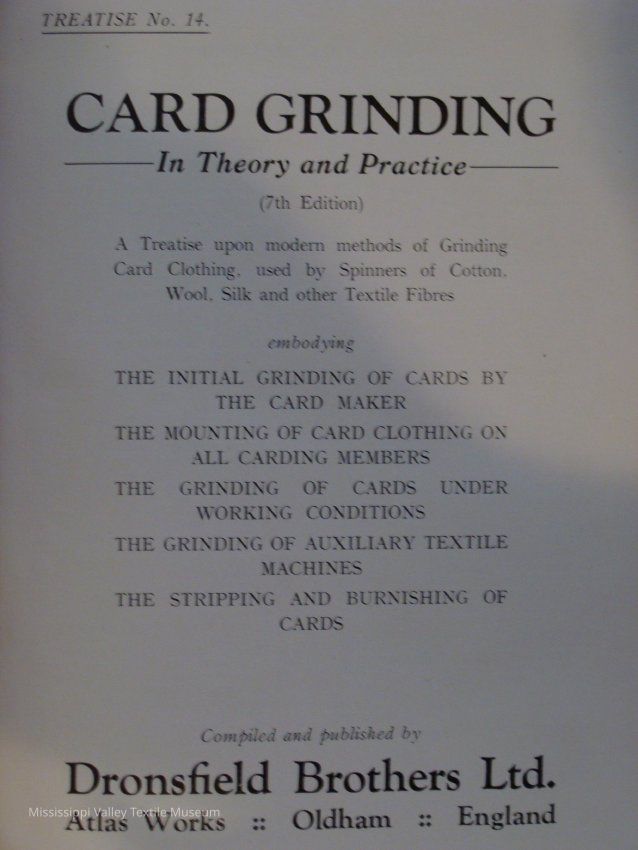 TREATISE No. 14.
CARD GRINDING
In Theory and Practice
(7th Edition)
A Treatise upon modern methods of Grinding
Card Clothing, used by Spinners of Cotton,
Wool, Silk and other Textile Fibres
embodying
THE INITIAL GRINDING OF CARDS BY
THE CARD MAKER
THE MOUNTING OF CARD CLOTHING ON
ALL CARDING MEMBERS
THE GRINDING OF CARDS UNDER
WORKING CONDITIONS
THE GRINDING OF AUXILIARY TEXTILE
MACHINES
THE STRIPPING AND BURNISHING OF
CARDS
Compiled and published by
Dronsfield Brothers Ltd.
Mississippi Valley Textile Museum
Atlas Works :: Oldham :: England